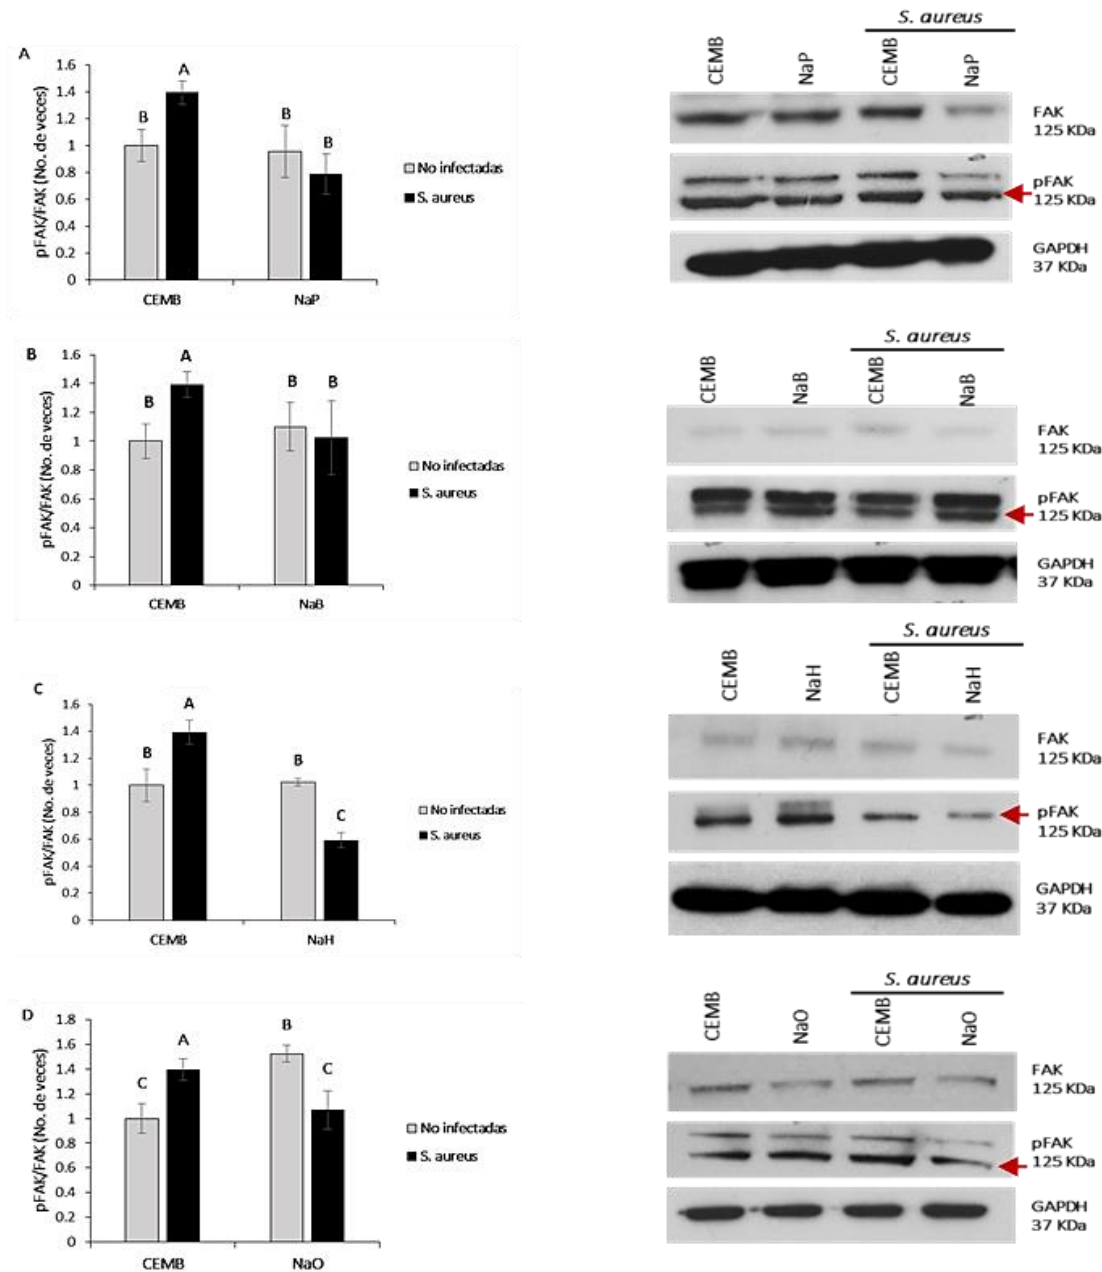 A
pFAK/FAK (No. de veces)
1.6
1.4
1.2
1
0.8
0.6
0.4
0.2
0
B
A
B
B
CEMB
NaP
No infectadas
S. aureus
S. aureus
CEMB
NaP
CEMB
NaP
FAK
125 KDa
pFAK
125 KDa
GAPDH
37 KDa
B
pFAK/FAK (No. de veces)
1.6
1.4
1.2
1
0.8
0.6
0.4
0.2
0
B
A
B
B
CEMB
NaB
No infectadas
S. aureus
S. aureus
CEMB
NaB
CEMB
NaB
FAK
125 KDa
pFAK
125 KDa
GAPDH
37 KDa
C
pFAK/FAK (No. de veces)
1.6
1.4
1.2
1
0.8
0.6
0.4
0.2
0
B
A
B
C
CEMB
NaH
No infectadas
S. aureus
S. aureus
CEMB
NaH
CEMB
NaH
FAK
125 KDa
pFAK
125 KDa
GAPDH
37 KDa
D
pFAK/FAK (No. de veces)
1.8
1.6
1.4
1.2
1
0.8
0.6
0.4
0.2
0
C
A
B
C
CEMB
NaO
No infectadas
S. aureus
S. aureus
CEMB
NaO
CEMB
NaO
FAK
125 KDa
pFAK
125 KDa
GAPDH
37 KDa